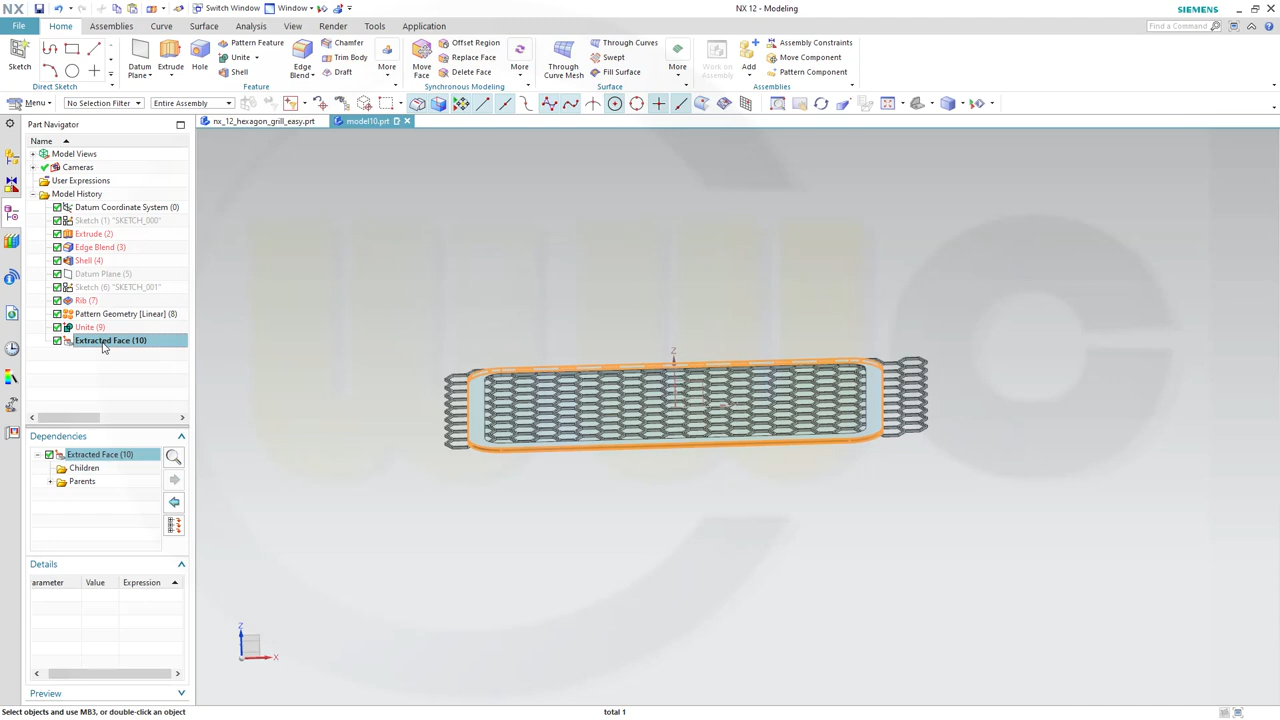 NX
Switch Window
Window
NX 12 - Modeling
SIEMENS
File
Home
Assemblies
Curve
Surface
Analysis
View
Render
Tools
Application
Find a Command
Sketch
Direct Sketch
Datum Plane
Extrude
Hole
Pattern Feature
Unite
Shell
Edge Blend
Chamfer
Trim Body
Draft
More
Feature
Move Face
Offset Region
Replace Face
Delete Face
More
Synchronous Modeling
Through Curve Mesh
Through Curves
Swept
Fill Surface
More
Surface
Work on Assembly
Add
Assembly Constraints
Move Component
Pattern Component
Assemblies
Menu
No Selection Filter
Entire Assembly
Part Navigator
nx_12_hexagon_grill_easy.prt
model10.prt
Name
Model Views
Cameras
User Expressions
Model History
Datum Coordinate System (0)
Sketch (1) "SKETCH_000"
Extrude (2)
Edge Blend (3)
Shell (4)
Datum Plane (5)
Sketch (6) "SKETCH_001"
Rib (7)
Pattern Geometry [Linear] (8)
Unite (9)
Extracted Face (10)
Z
Dependencies
Extracted Face (10)
Children
Parents
Details
arameter
Value
Expression
Z
X
Preview
Select objects and use MB3, or double-click an object
total 1